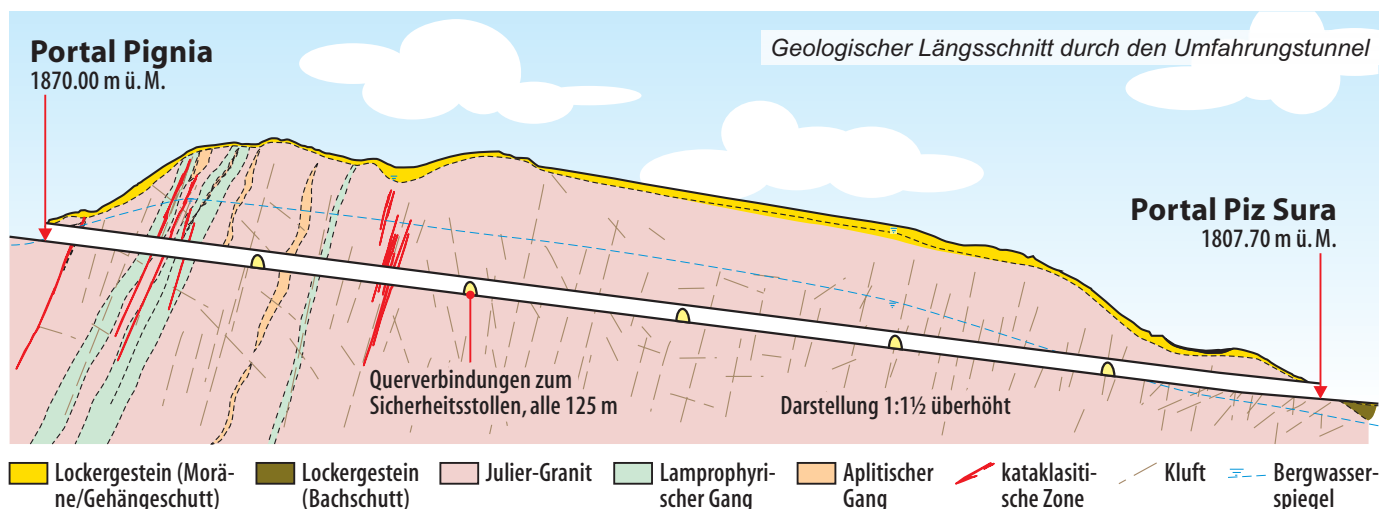 Geologischer Längsschnitt durch den Umfahrungstunnel
Portal Pignia
1870.00 m ü. M.
Portal Piz Sura
1807.70 m ü. M.
Querverbindungen zum
Sicherheitsstollen, alle 125 m
Darstellung 1:1½ überhöht
Lockergestein (Morä-
ne/Gehängeschutt)
Lockergestein
(Bachschutt)
Julier-Granit
Lamprophyri-
scher Gang
Aplitischer
Gang
kataklasiti-
sche Zone
Kluft
Bergwasser-
spiegel